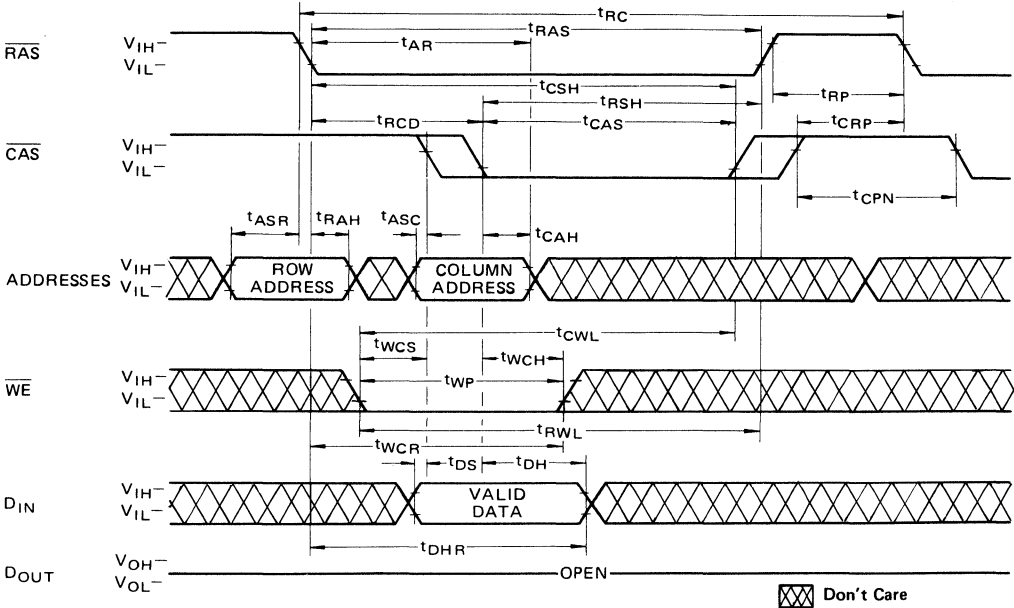 tRC
tRAS
tAR
RAS
VIH–
VIL–
tCSH
tRSH
tRP
tRCD
tCAS
tCRP
CAS
VIH–
VIL–
tCPN
tASR
tRAH
tASC
tCAH
ADDRESSES
VIH–
VIL–
ROW
ADDRESS
COLUMN
ADDRESS
tCWL
tWCS
tWCH
WE
VIH–
VIL–
tWP
tRWL
tWCR
tDS
tDH
DIN
VIH–
VIL–
VALID
DATA
tDHR
DOUT
VOH–
VOL–
OPEN
Don't Care